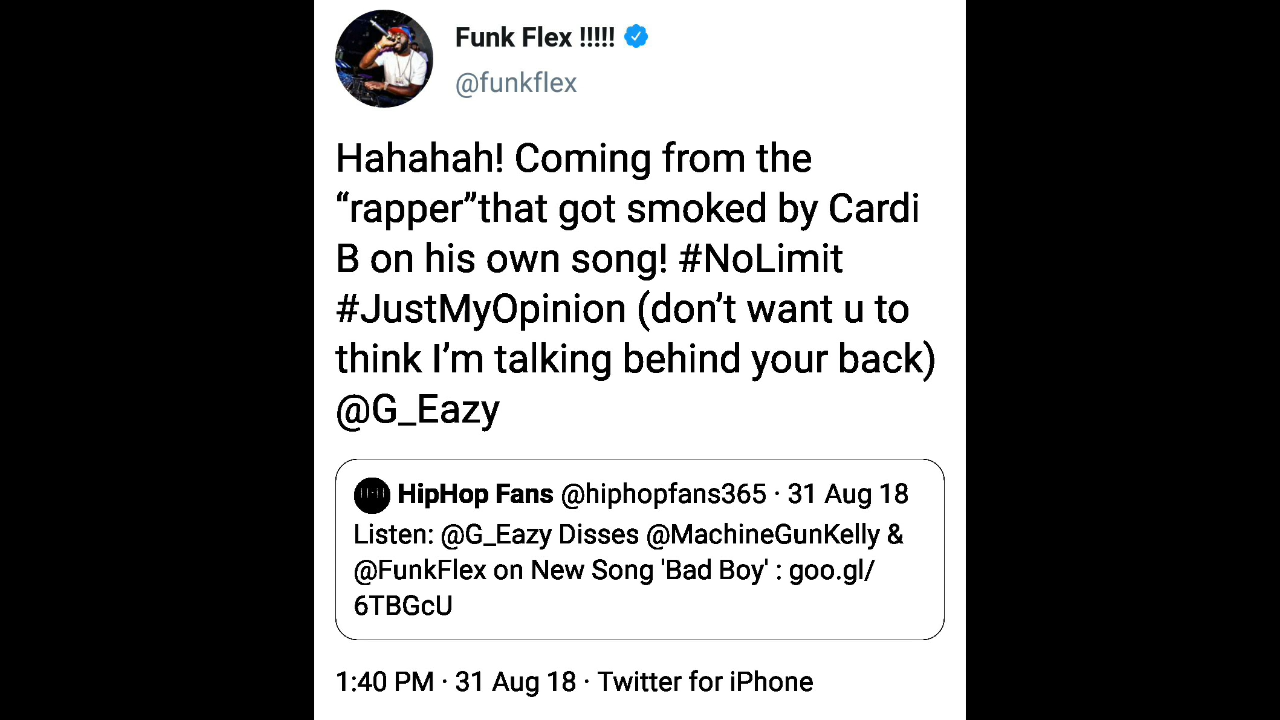 Funk Flex !!!!!
@funkflex
Hahahah! Coming from the
“rapper”that got smoked by Cardi
B on his own song! #NoLimit
#JustMyOpinion (don’t want u to
think I’m talking behind your back)
@G_Eazy
HipHop Fans @hiphopfans365 · 31 Aug 18
Listen: @G_Eazy Disses @MachineGunKelly &
@FunkFlex on New Song 'Bad Boy' : goo.gl/
6TBGcU
1:40 PM · 31 Aug 18 · Twitter for iPhone